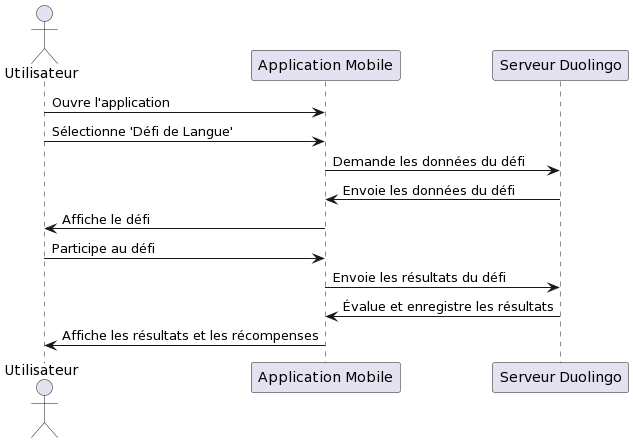 Utilisateur
Application Mobile
Serveur Duolingo
Ouvre l'application
Sélectionne 'Défi de Langue'
Demande les données du défi
Envoie les données du défi
Affiche le défi
Participe au défi
Envoie les résultats du défi
Évalue et enregistre les résultats
Affiche les résultats et les récompenses
Utilisateur
Application Mobile
Serveur Duolingo